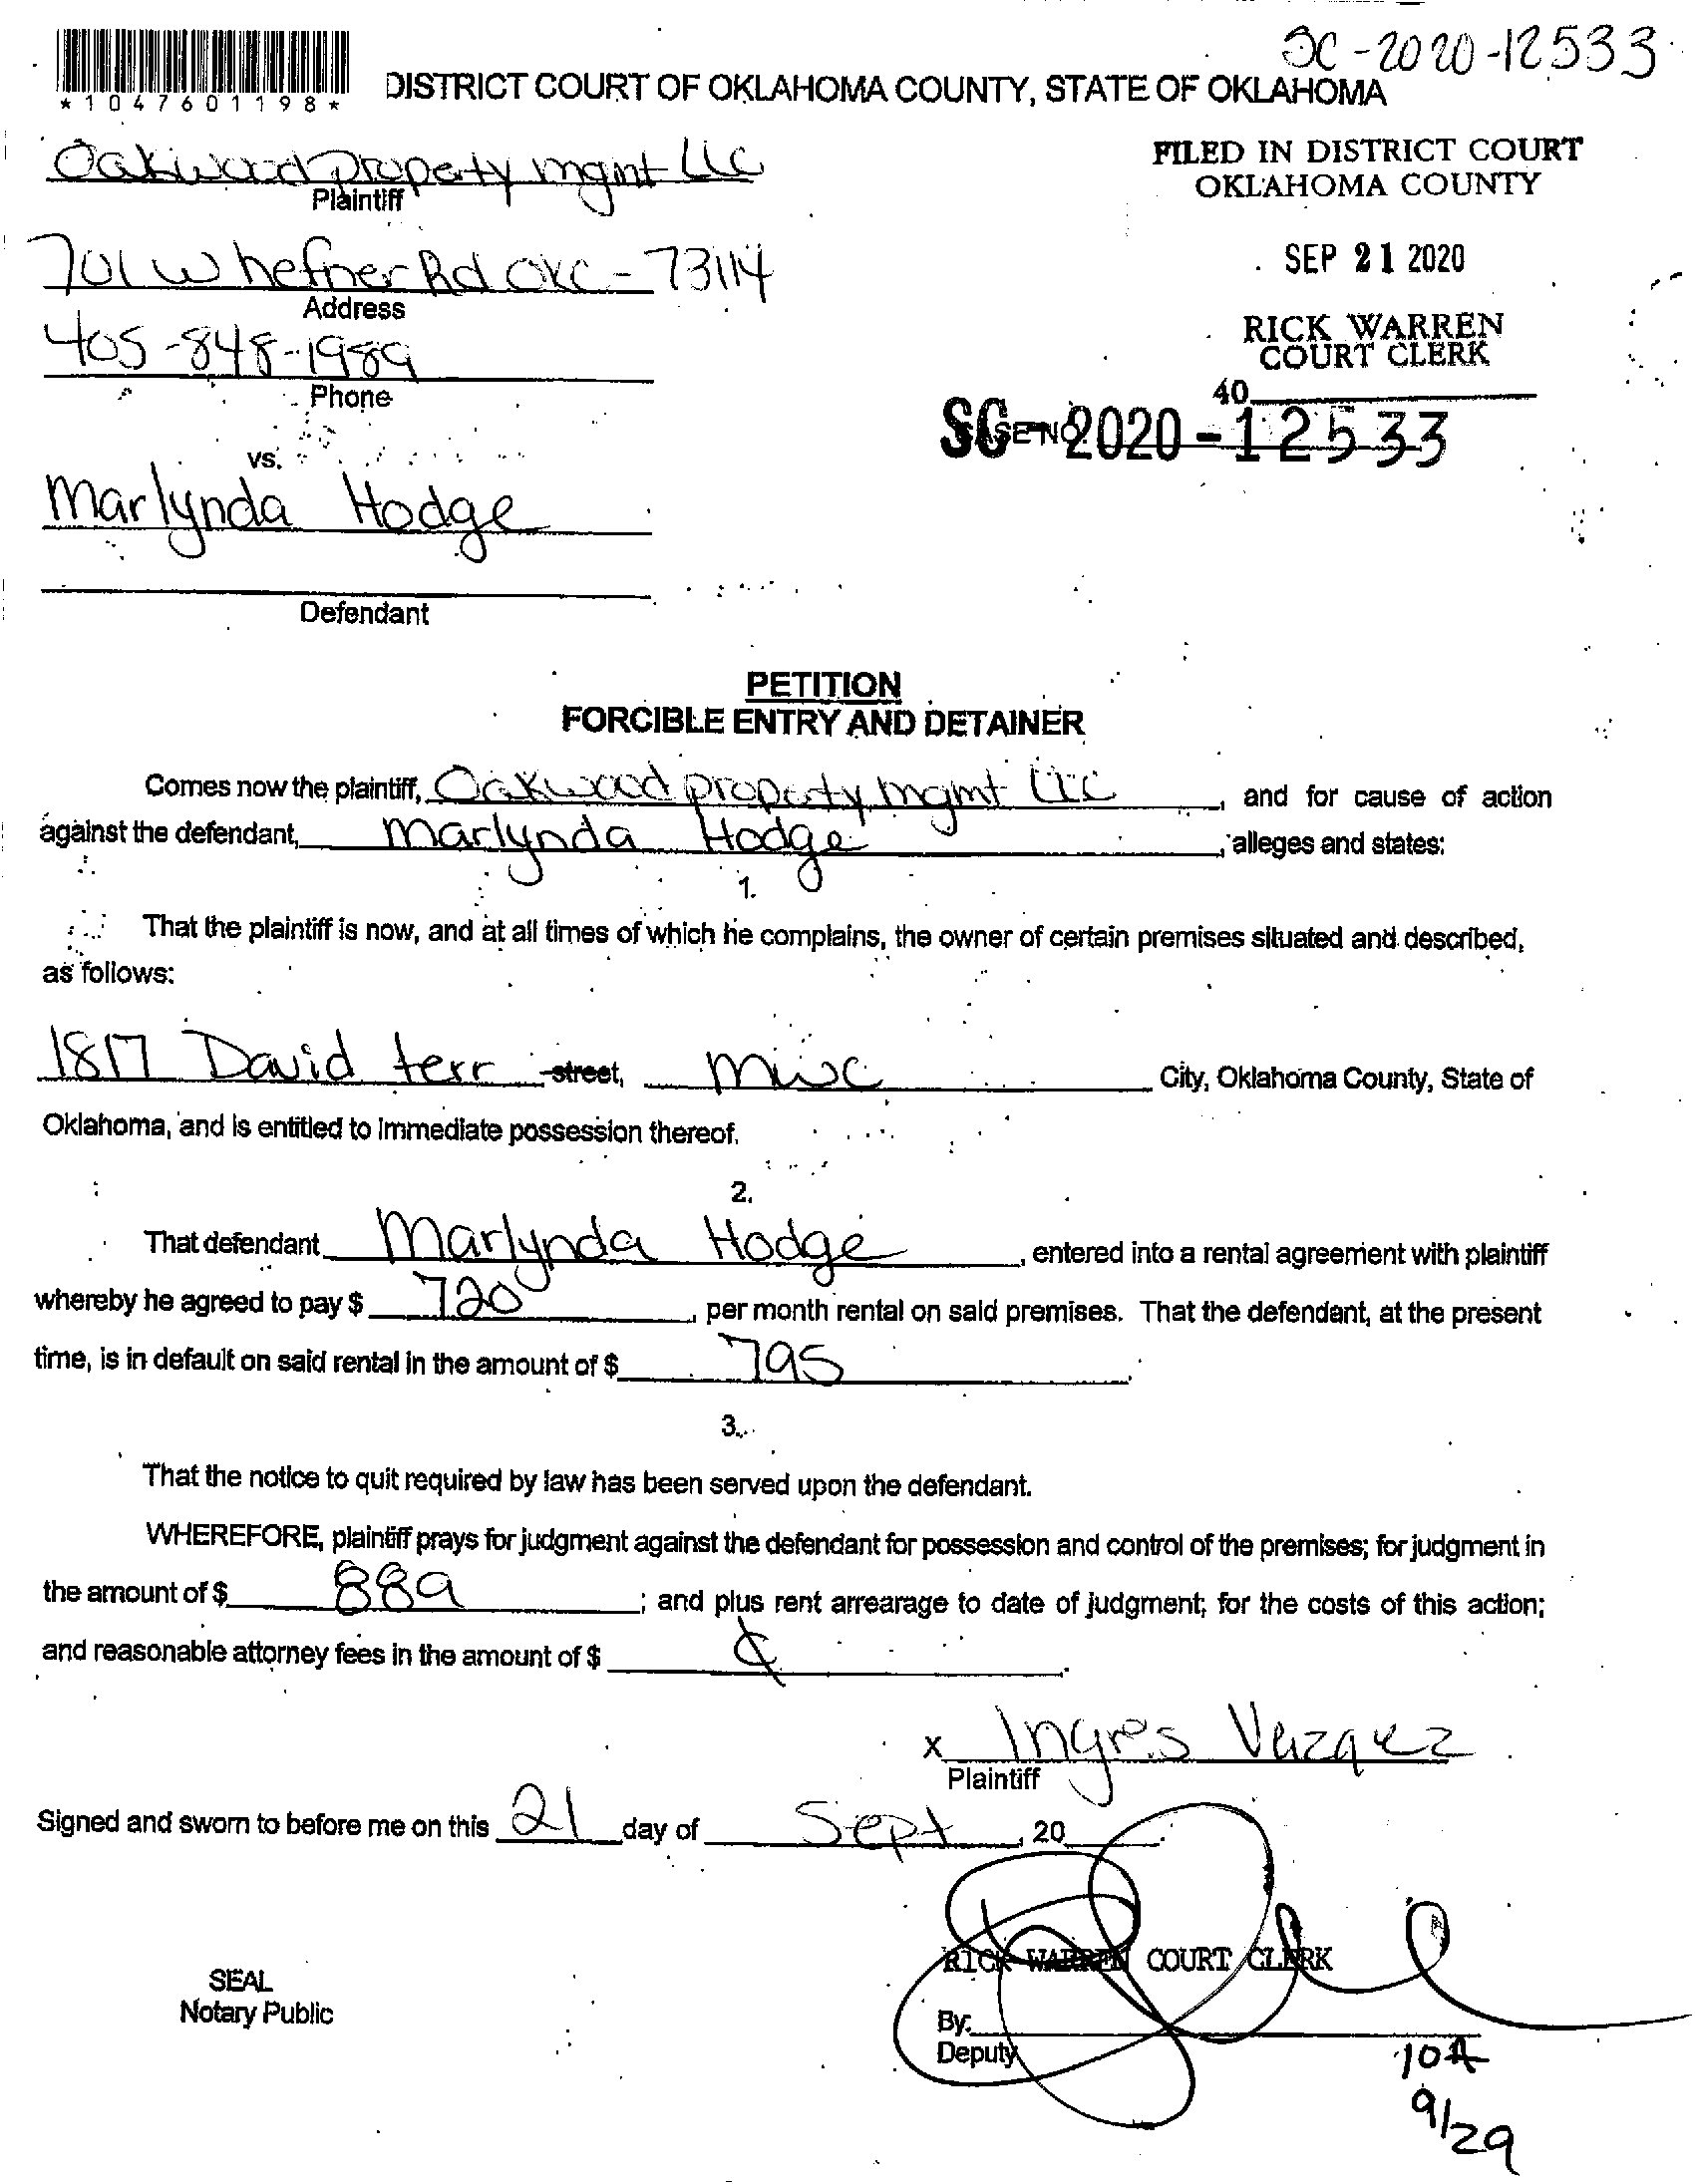 SC-2020-12533
*1047601198*
DISTRICT COURT OF OKLAHOMA COUNTY, STATE OF OKLAHOMA
Oakwood property mgmt LLC
Plaintiff
FILED IN DISTRICT COURT
OKLAHOMA COUNTY
701 W hefner Rd OKC - 73114
Address
SEP 21 2020
405-848-1989
Phone
RICK WARREN
COURT CLERK
40
vs.
SC-2020-12533
CASE NO.
Marlynda Hodge
Defendant
PETITION
FORCIBLE ENTRY AND DETAINER
Comes now the plaintiff, Oakwood property mgmt LLC, and for cause of action
against the defendant, Marlynda Hodge, alleges and states:
1.
That the plaintiff is now, and at all times of which he complains, the owner of certain premises situated and described,
as follows:
1817 David terr street, mwc City, Oklahoma County, State of
Oklahoma, and is entitled to immediate possession thereof.
2.
That defendant Marlynda Hodge, entered into a rental agreement with plaintiff
whereby he agreed to pay $ 720, per month rental on said premises. That the defendant, at the present
time, is in default on said rental in the amount of $ 795.
3.
That the notice to quit required by law has been served upon the defendant.
WHEREFORE, plaintiff prays for judgment against the defendant for possession and control of the premises; for judgment in
the amount of $ 889; and plus rent arrearage to date of judgment; for the costs of this action;
and reasonable attorney fees in the amount of $
x Ingres Vazquez
Plaintiff
Signed and sworn to before me on this 21 day of Sept, 20
RICK WARREN COURT CLERK
SEAL
Notary Public
By:
Deputy
10A
9/29